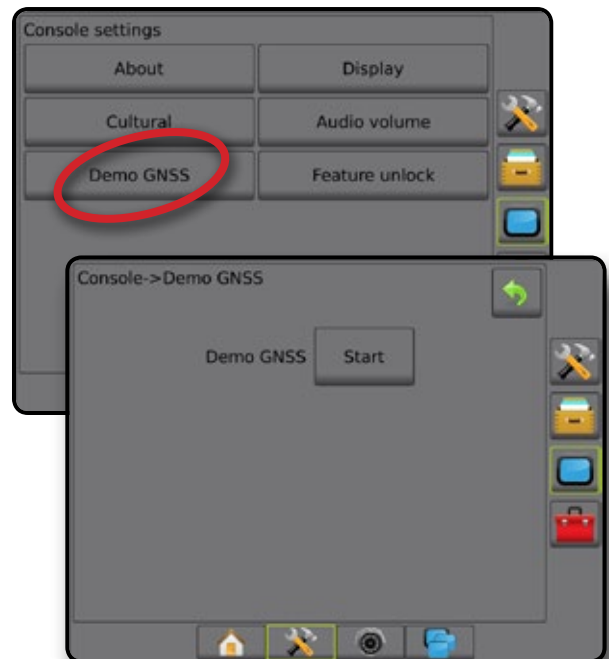 Console settings
About
Display
Cultural
Audio volume
Demo GNSS
Feature unlock
Console->Demo GNSS
Demo GNSS
Start